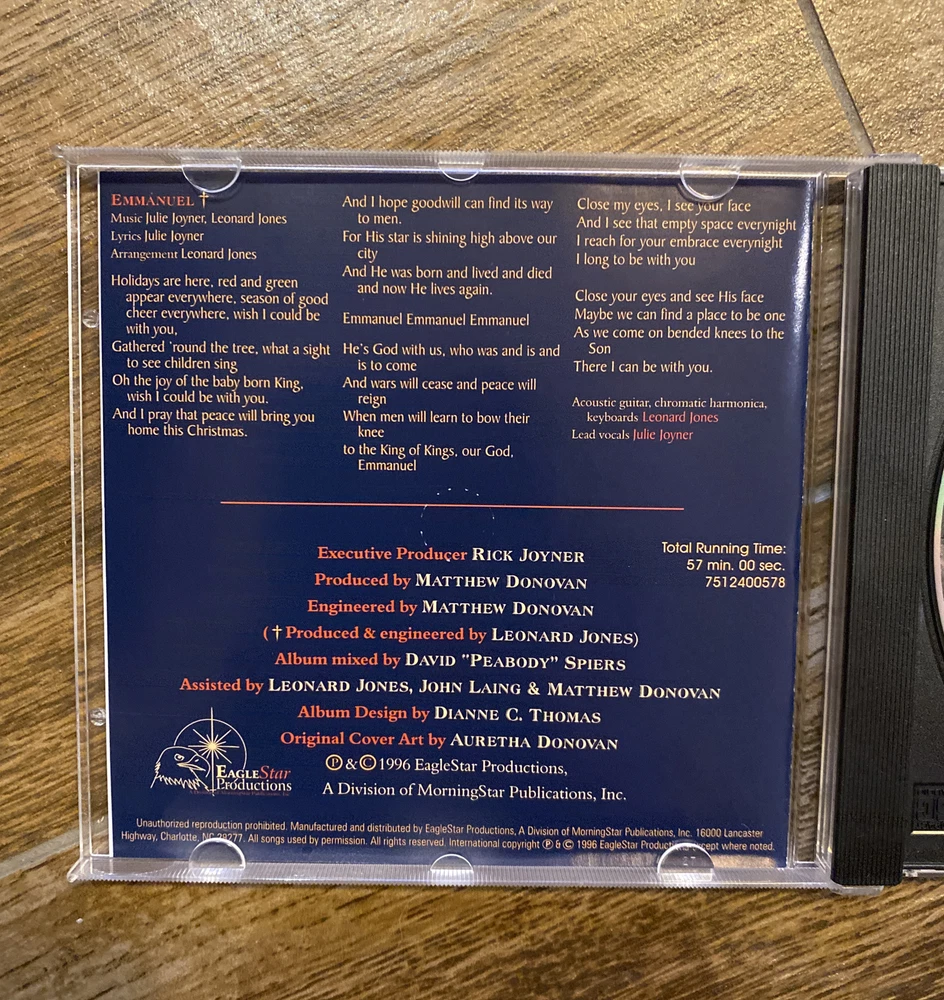 EMMANUEL †
Music Julie Joyner, Leonard Jones
Lyrics Julie Joyner
Arrangement Leonard Jones
Holidays are here, red and green
appear everywhere, season of good
cheer everywhere, wish I could be
with you,
Gathered 'round the tree, what a sight
to see children sing
Oh the joy of the baby born King,
wish I could be with you.
And I pray that peace will bring you
home this Christmas.
And I hope goodwill can find its way
to men.
For His star is shining high above our
city
And He was born and lived and died
and now He lives again.
Emmanuel Emmanuel Emmanuel
He's God with us, who was and is and
is to come
And wars will cease and peace will
reign
When men will learn to bow their
knee
to the King of Kings, our God,
Emmanuel
Close my eyes, I see your face
And I see that empty space everynight
I reach for your embrace everynight
I long to be with you
Close your eyes and see His face
Maybe we can find a place to be one
As we come on bended knees to the
Son
There I can be with you.
Acoustic guitar, chromatic harmonica,
keyboards Leonard Jones
Lead vocals Julie Joyner
Executive Producer RICK JOYNER
Produced by MATTHEW DONOVAN
Engineered by MATTHEW DONOVAN
( † Produced & engineered by LEONARD JONES)
Album mixed by DAVID "PEABODY" SPIERS
Assisted by LEONARD JONES, JOHN LAING & MATTHEW DONOVAN
Album Design by DIANNE C. THOMAS
Original Cover Art by AURETHA DONOVAN
℗ & © 1996 EagleStar Productions,
A Division of MorningStar Publications, Inc.
Total Running Time:
57 min. 00 sec.
7512400578
EAGLEStar
Productions
Unauthorized reproduction prohibited. Manufactured and distributed by EagleStar Productions, A Division of MorningStar Publications, Inc. 16000 Lancaster
Highway, Charlotte, NC 28277. All songs used by permission. All rights reserved. International copyright ℗ & © 1996 EagleStar Productions, except where noted.